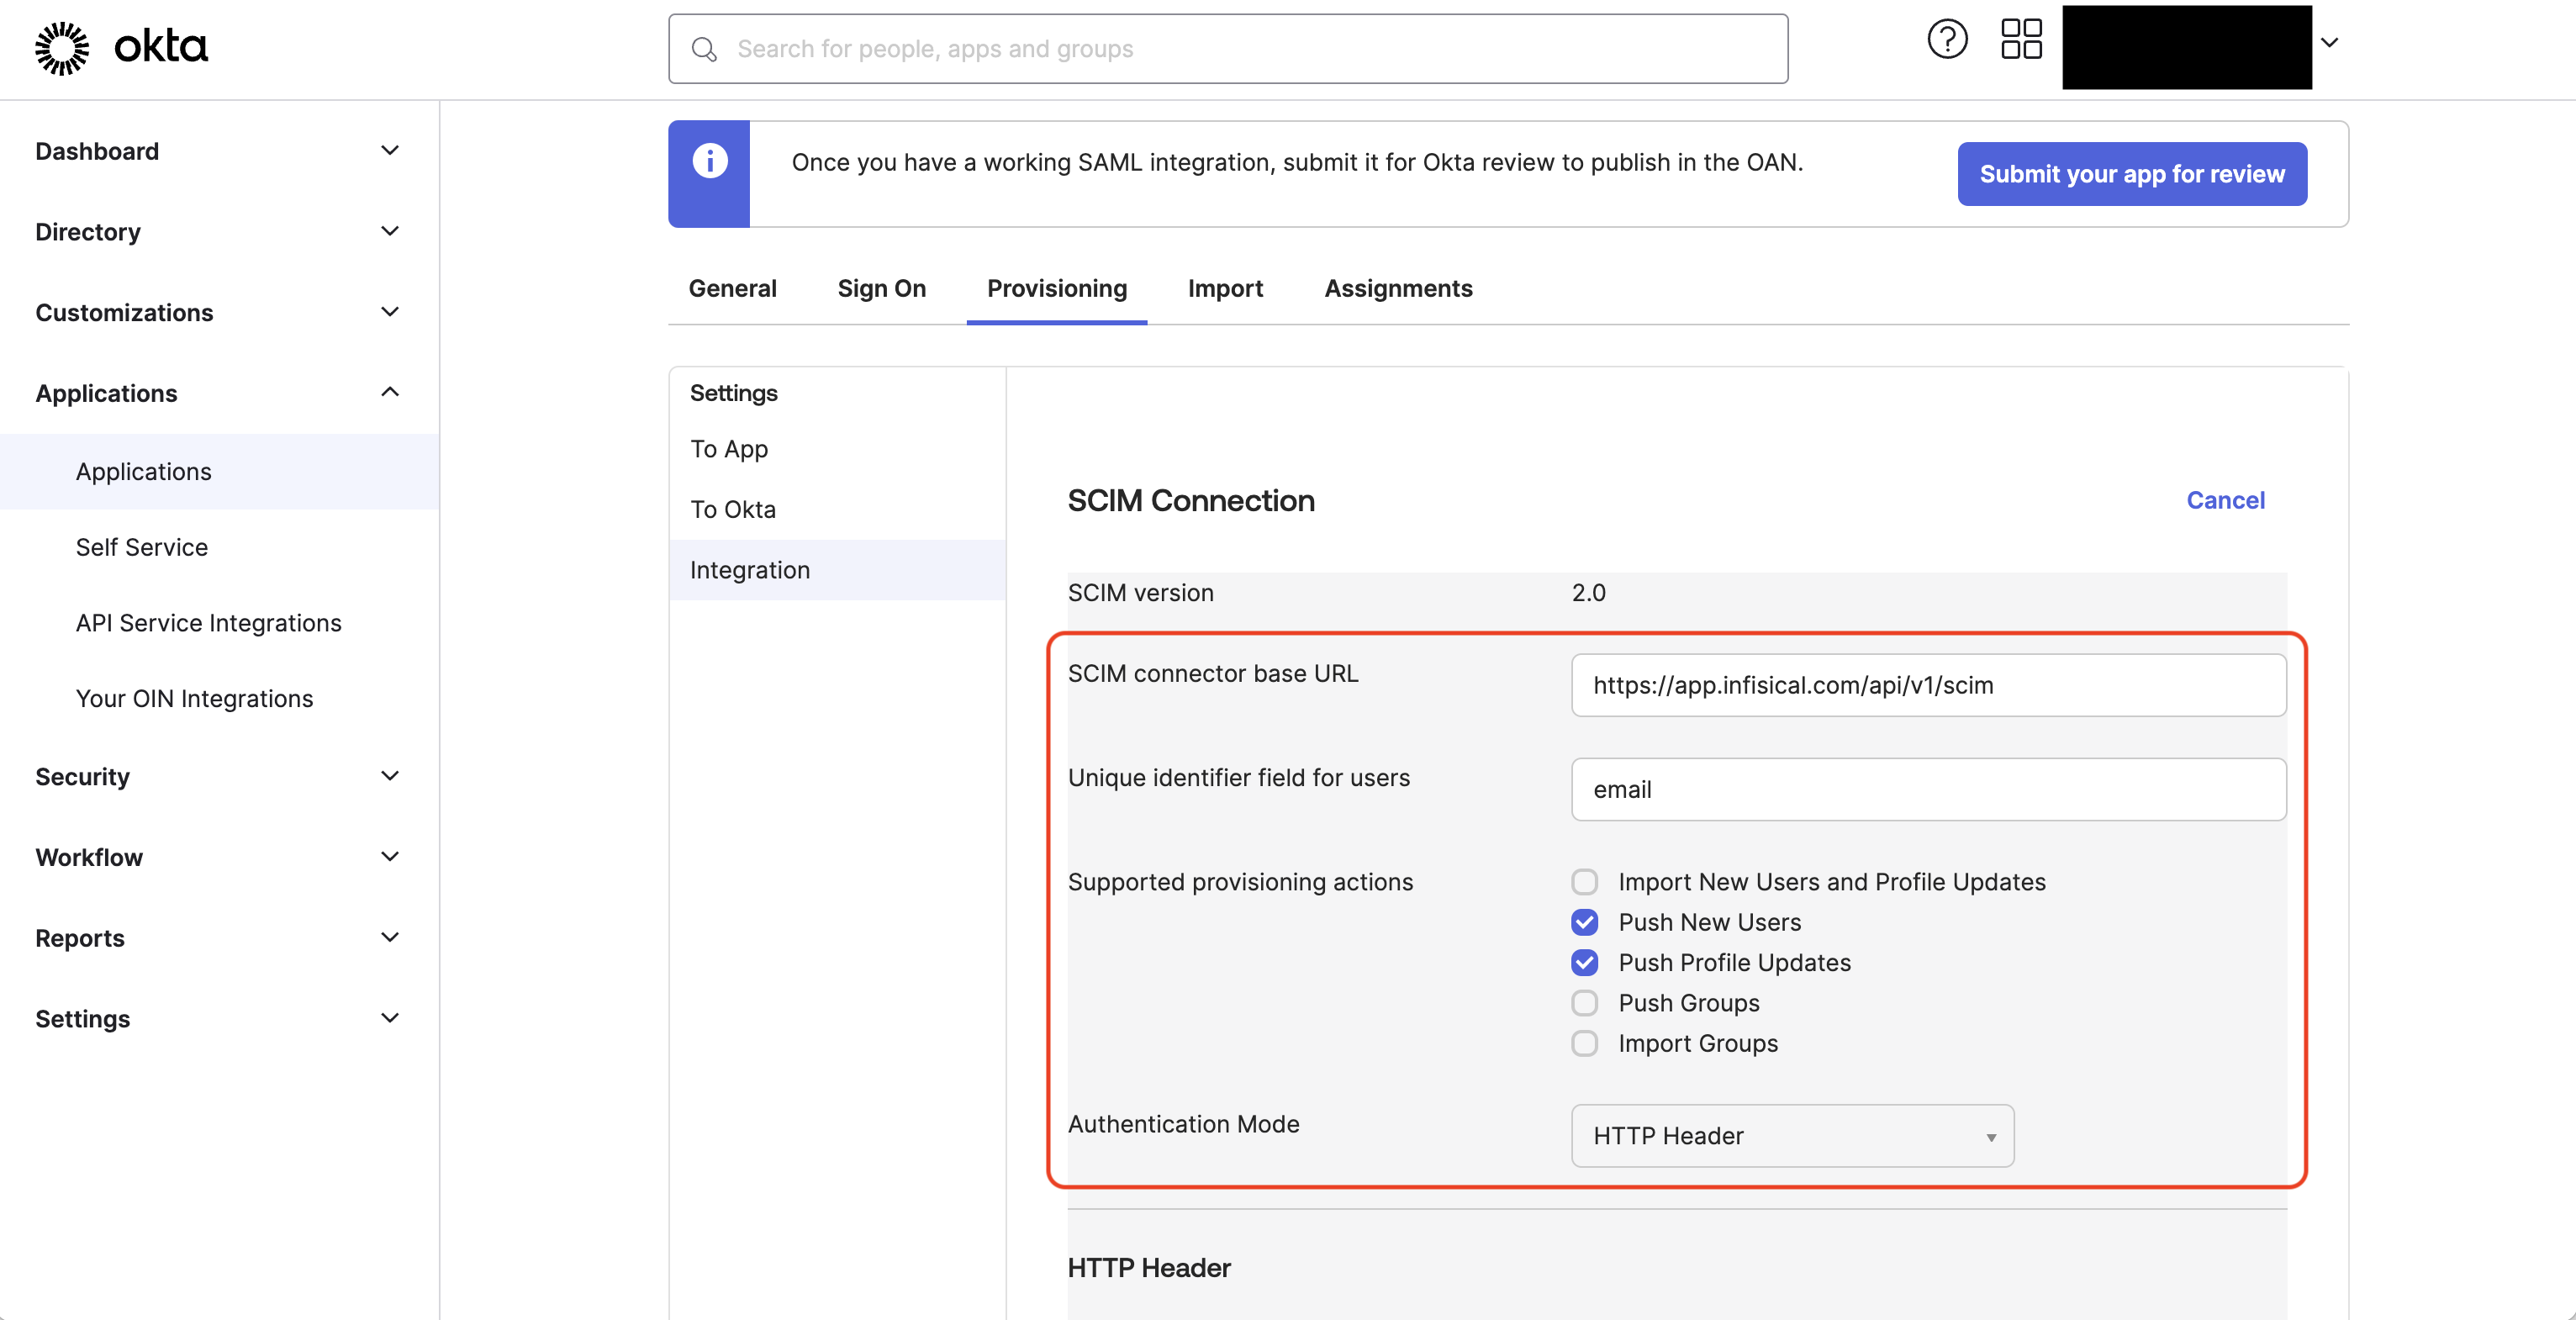 okta
Search for people, apps and groups
Dashboard
Directory
Customizations
Applications
Applications
Self Service
API Service Integrations
Your OIN Integrations
Security
Workflow
Reports
Settings
Once you have a working SAML integration, submit it for Okta review to publish in the OAN.
Submit your app for review
General Sign On Provisioning Import Assignments
Settings
To App
To Okta
Integration
SCIM Connection Cancel
SCIM version 2.0
SCIM connector base URL https://app.infisical.com/api/v1/scim
Unique identifier field for users email
Supported provisioning actions Import New Users and Profile Updates
Push New Users
Push Profile Updates
Push Groups
Import Groups
Authentication Mode HTTP Header
HTTP Header